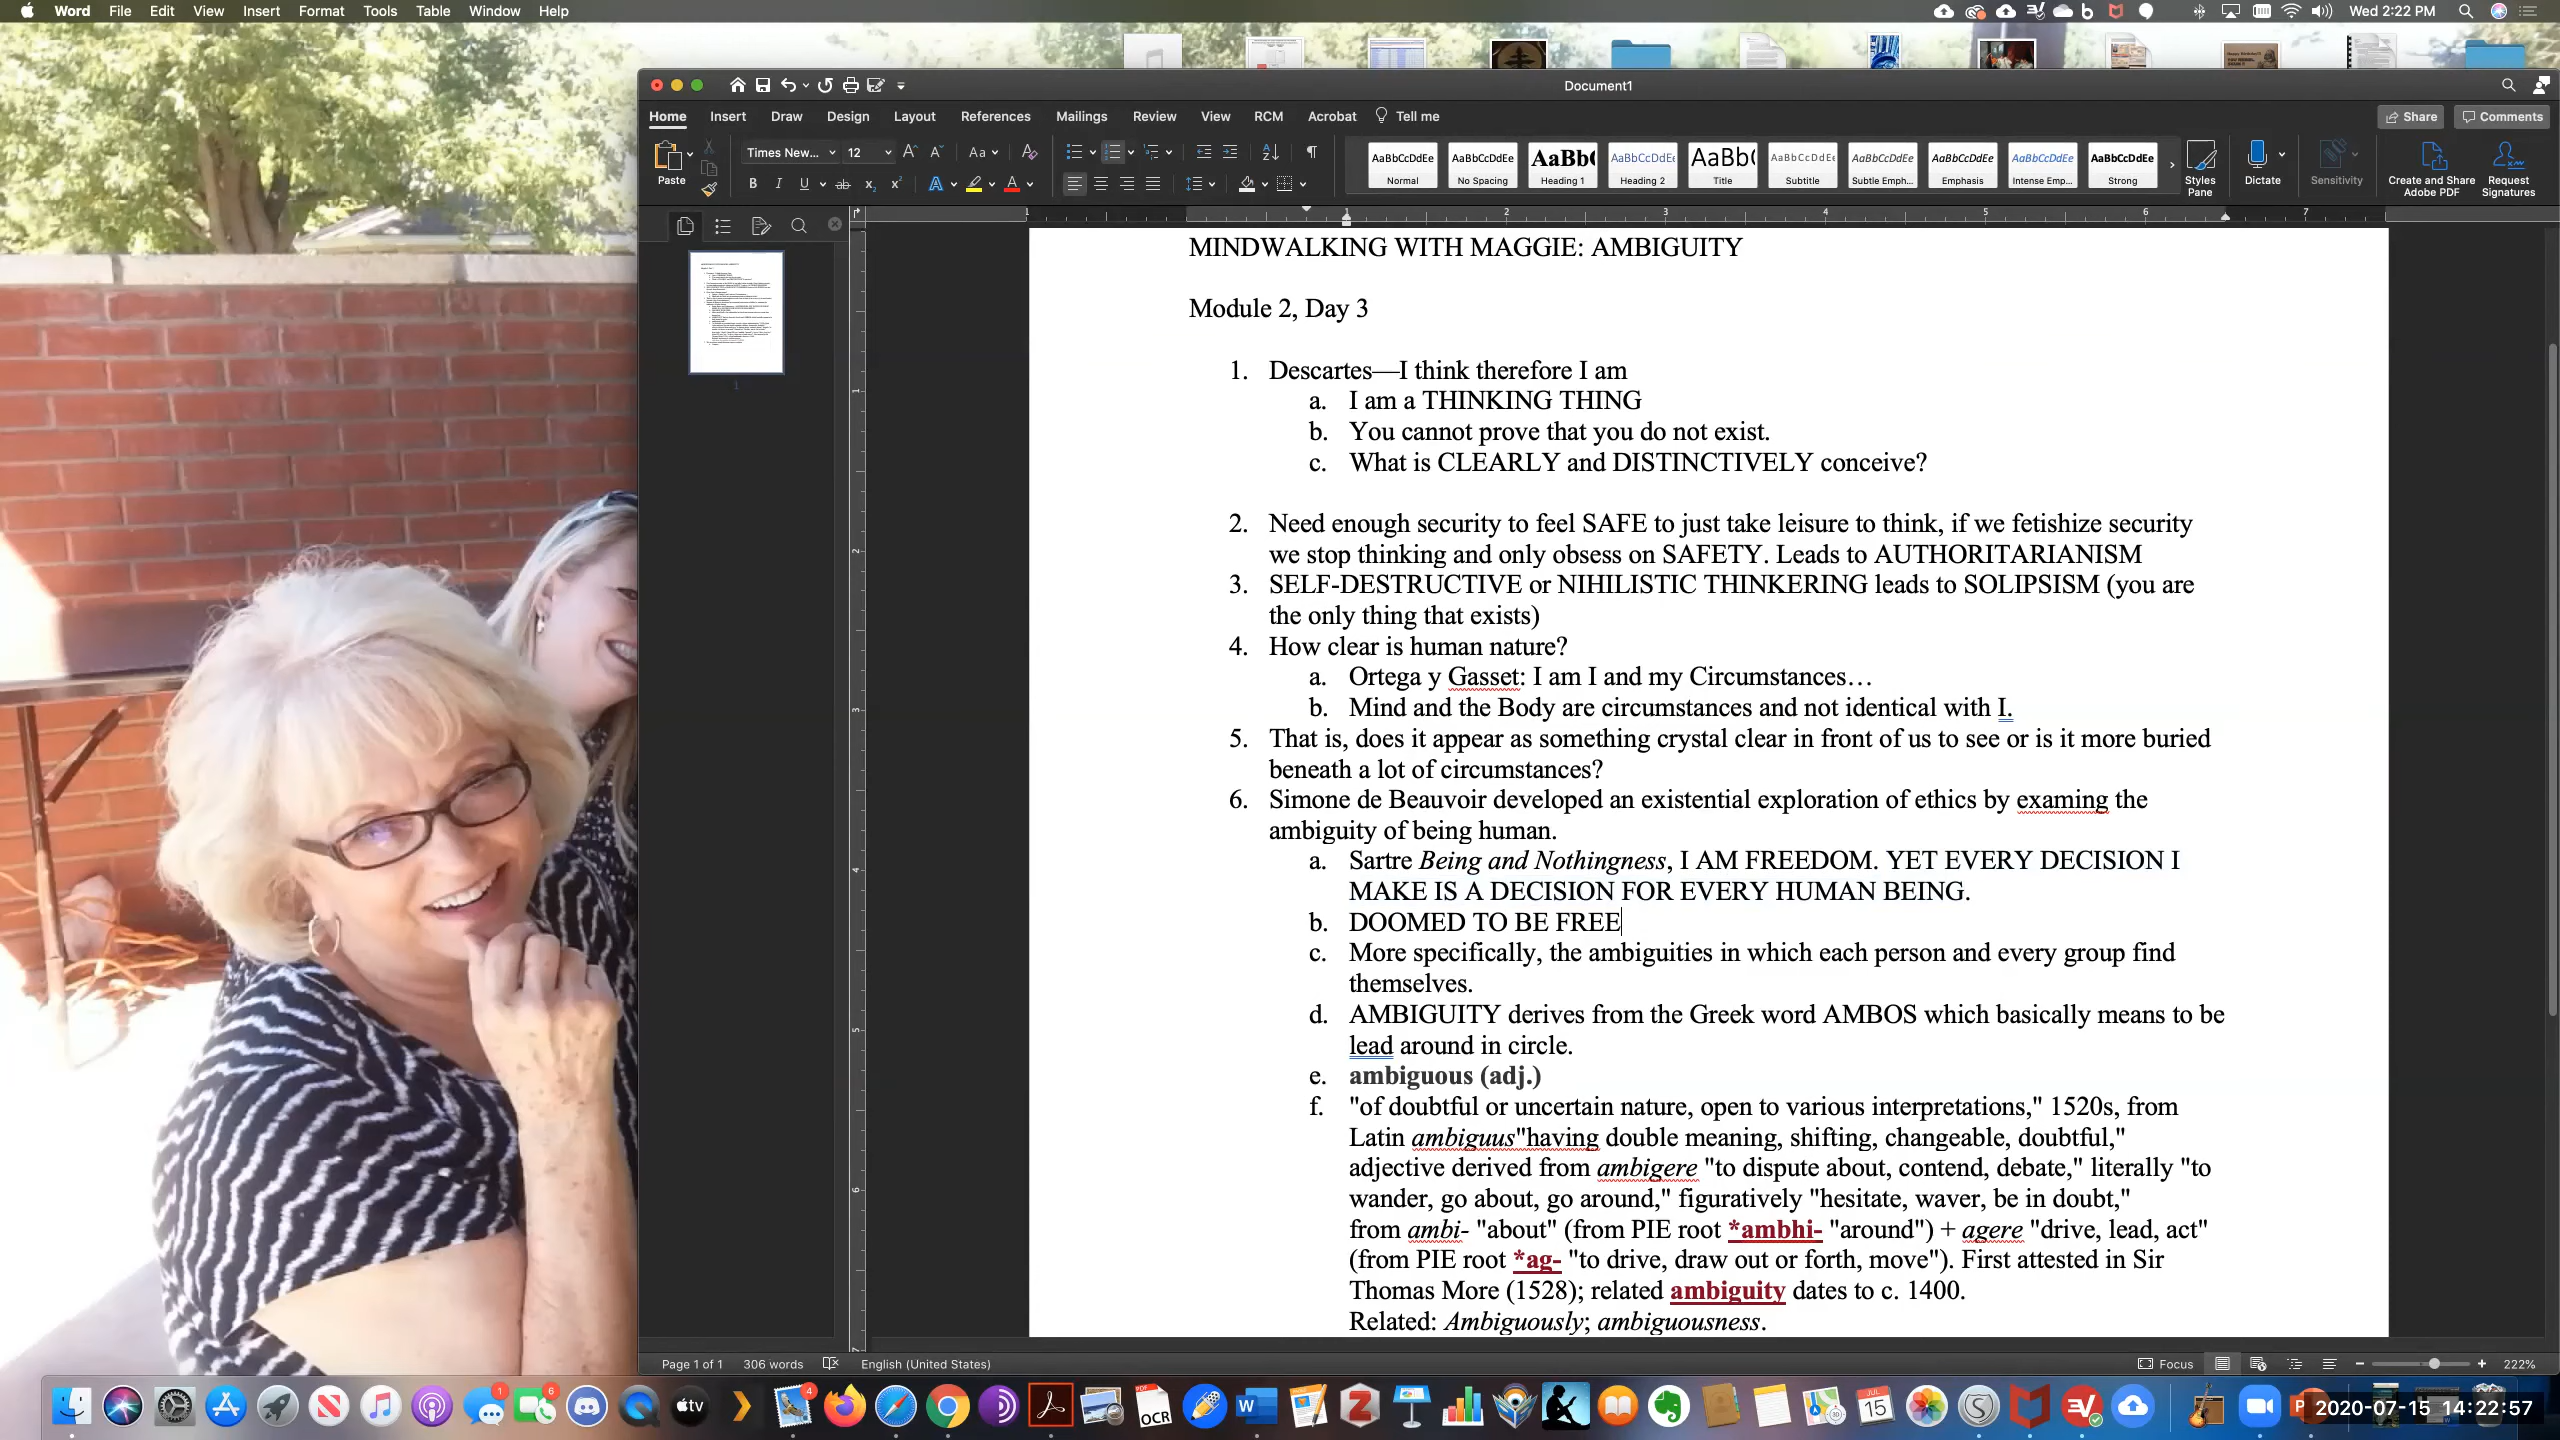 Word File Edit View Insert Format Tools Table Window Help
Wed 2:22 PM
Document1
Home Insert Draw Design Layout References Mailings Review View RCM Acrobat Tell me
Share Comments
Paste
Times New... 12
AaBbCcDdEe AaBbCcDdEe AaBb( AaBbCcDdE AaBb( AaBbCcDdE AaBbCcDdEe AaBbCcDdEe AaBbCcDdEe AaBbCcDdEe
Normal No Spacing Heading 1 Heading 2 Title Subtitle Subtle Emph... Emphasis Intense Emp... Strong
Styles Pane
Dictate
Sensitivity
Create and Share Adobe PDF
Request Signatures
MINDWALKING WITH MAGGIE: AMBIGUITY
Module 2, Day 3
1. Descartes—I think therefore I am
a. I am a THINKING THING
b. You cannot prove that you do not exist.
c. What is CLEARLY and DISTINCTIVELY conceive?
2. Need enough security to feel SAFE to just take leisure to think, if we fetishize security
we stop thinking and only obsess on SAFETY. Leads to AUTHORITARIANISM
3. SELF-DESTRUCTIVE or NIHILISTIC THINKERING leads to SOLIPSISM (you are
the only thing that exists)
4. How clear is human nature?
a. Ortega y Gasset: I am I and my Circumstances…
b. Mind and the Body are circumstances and not identical with I.
5. That is, does it appear as something crystal clear in front of us to see or is it more buried
beneath a lot of circumstances?
6. Simone de Beauvoir developed an existential exploration of ethics by examing the
ambiguity of being human.
a. Sartre Being and Nothingness, I AM FREEDOM. YET EVERY DECISION I
MAKE IS A DECISION FOR EVERY HUMAN BEING.
b. DOOMED TO BE FREE
c. More specifically, the ambiguities in which each person and every group find
themselves.
d. AMBIGUITY derives from the Greek word AMBOS which basically means to be
lead around in circle.
e. ambiguous (adj.)
f. "of doubtful or uncertain nature, open to various interpretations," 1520s, from
Latin ambiguus"having double meaning, shifting, changeable, doubtful,"
adjective derived from ambigere "to dispute about, contend, debate," literally "to
wander, go about, go around," figuratively "hesitate, waver, be in doubt,"
from ambi- "about" (from PIE root *ambhi- "around") + agere "drive, lead, act"
(from PIE root *ag- "to drive, draw out or forth, move"). First attested in Sir
Thomas More (1528); related ambiguity dates to c. 1400.
Related: Ambiguously; ambiguousness.
Page 1 of 1 306 words English (United States)
Focus 222%
2020-07-15 14:22:57